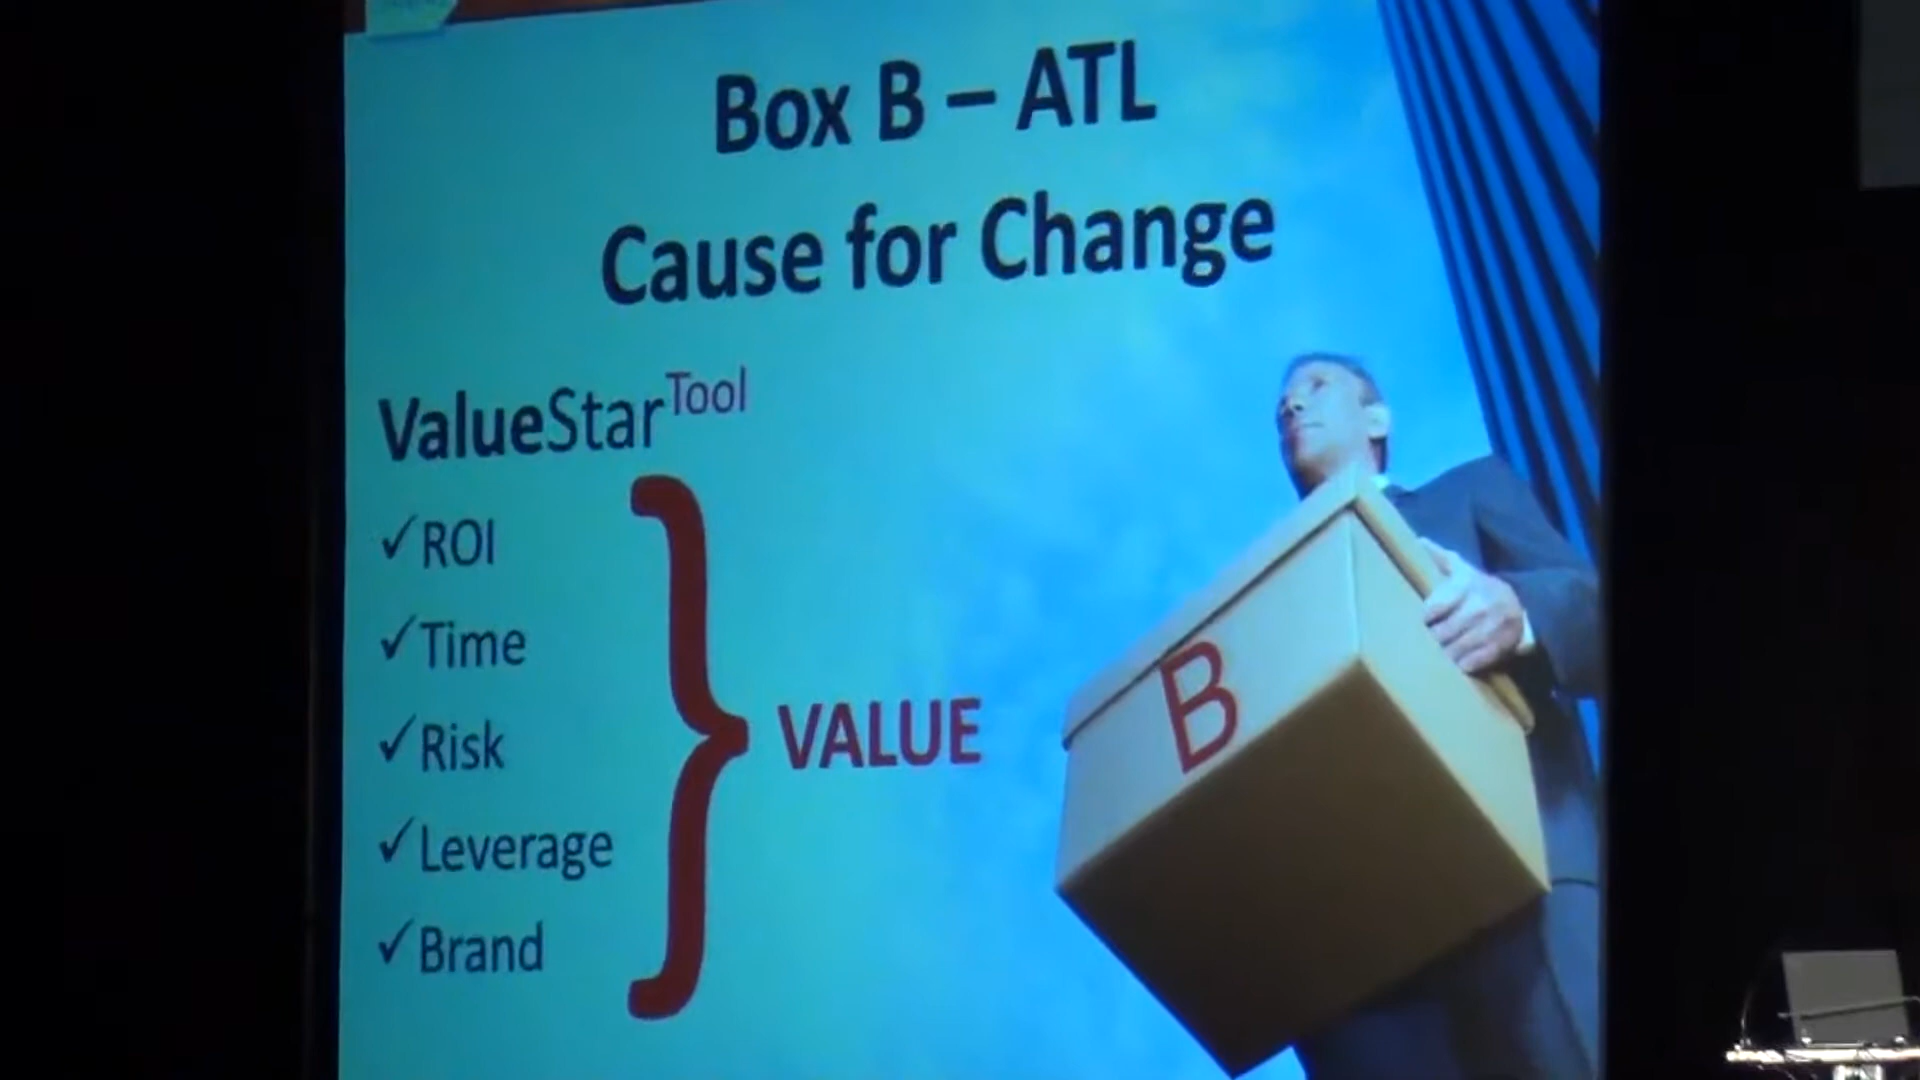 Box B – ATL
Cause for Change
ValueStar Tool
✓ROI
✓Time
✓Risk
✓Leverage
✓Brand
VALUE
B